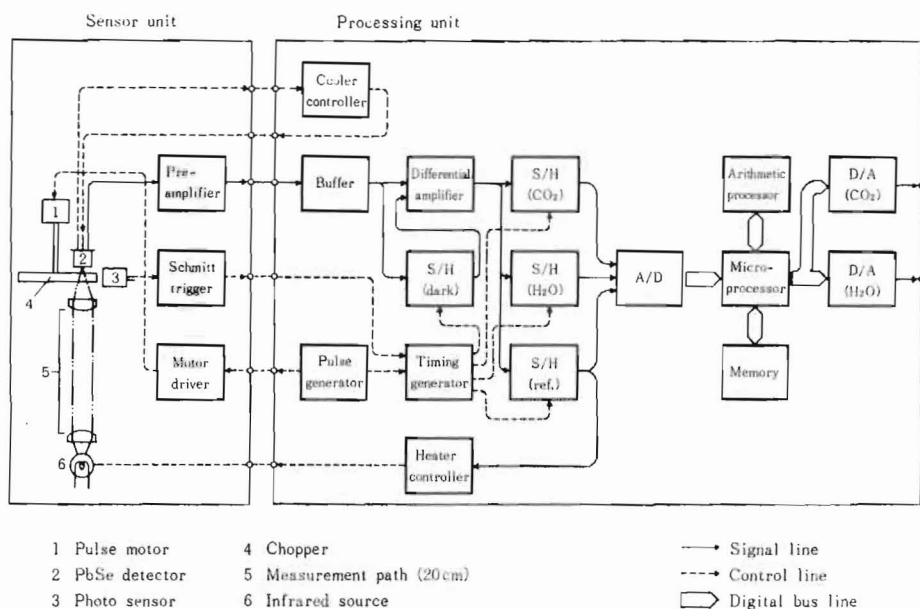 Sensor unit
Processing unit
Cooler
controller
Pre-
amplifier
Buffer
Differential
amplifier
S/H
(CO₂)
Arithmetic
processor
D/A
(CO₂)
1
2
3
4
Schmitt
trigger
S/H
(dark)
S/H
(H₂O)
A/D
Micro-
processor
D/A
(H₂O)
5
Motor
driver
Pulse
generator
Timing
generator
S/H
(ref.)
Memory
6
Heater
controller
1 Pulse motor
2 PbSe detector
3 Photo sensor
4 Chopper
5 Measurement path (20cm)
6 Infrared source
Signal line
Control line
Digital bus line